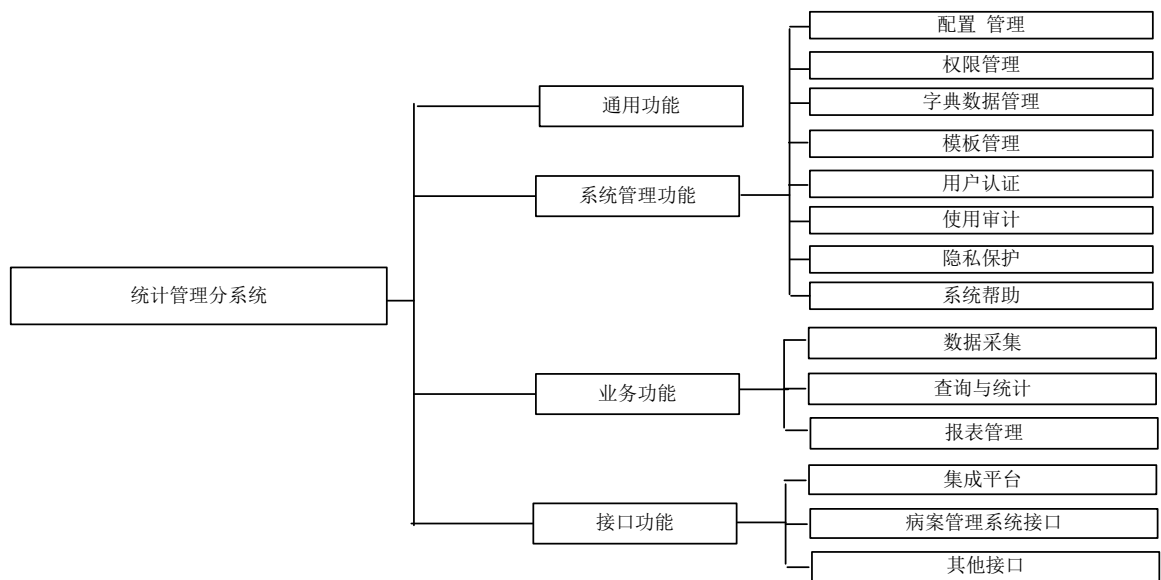 统计管理分系统
通用功能
系统管理功能
配置 管理
权限管理
字典数据管理
模板管理
用户认证
使用审计
隐私保护
系统帮助
业务功能
数据采集
查询与统计
报表管理
接口功能
集成平台
病案管理系统接口
其他接口